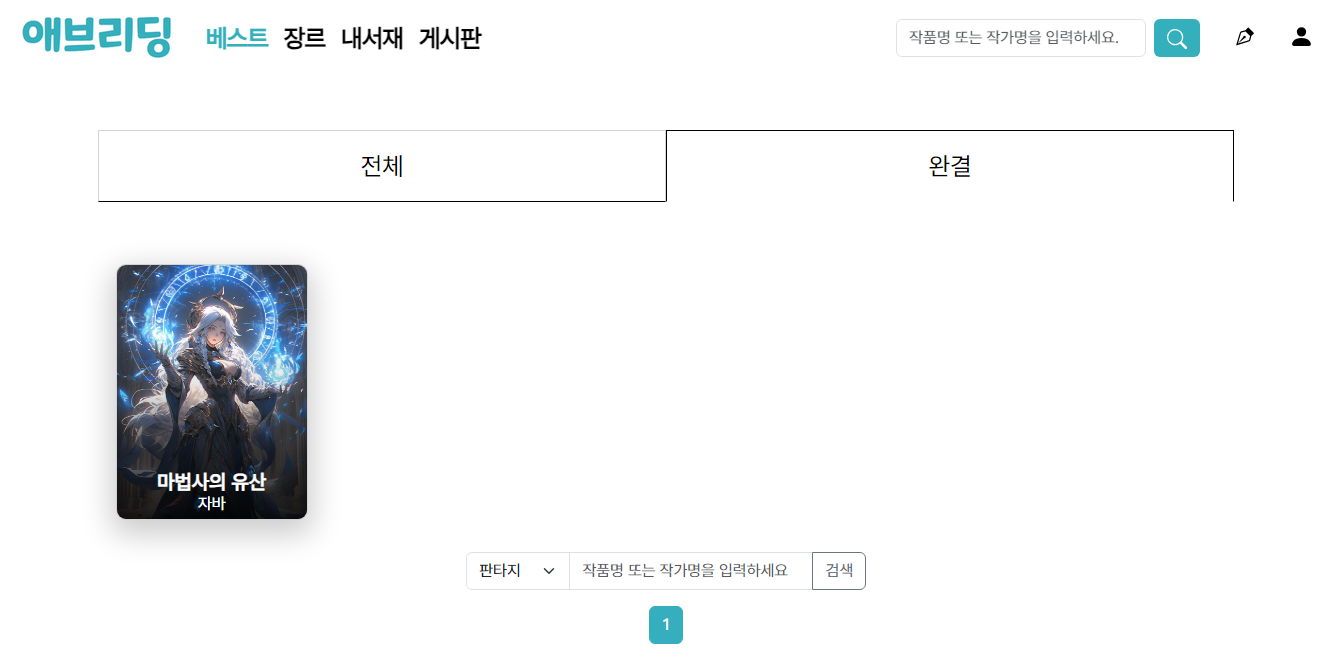 애브리딩
베스트 장르 내서재 게시판
작품명 또는 작가명을 입력하세요.
전체
완결
마법사의 유산
자바
판타지
작품명 또는 작가명을 입력하세요
검색
1